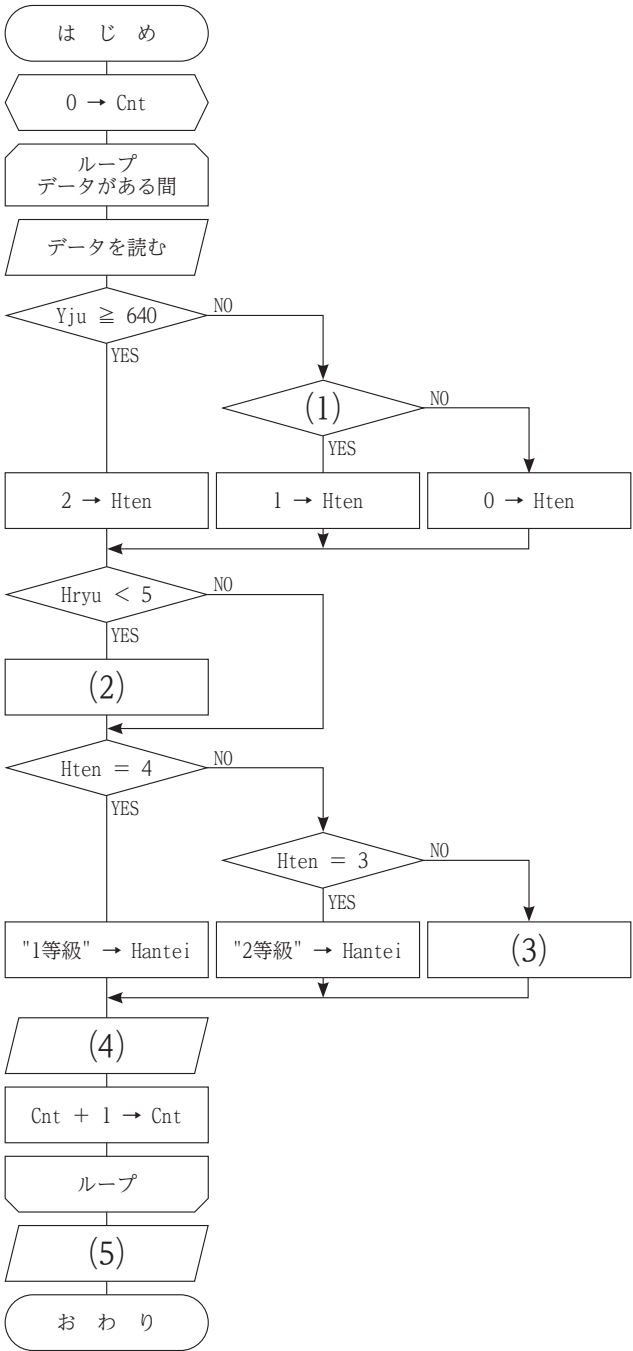 は じ め
0 → Cnt
ループ
データがある間
データを読む
Yju ≧ 640
NO
YES
(1)
NO
YES
2 → Hten
1 → Hten
0 → Hten
Hryu < 5
NO
YES
(2)
Hten = 4
NO
YES
Hten = 3
NO
YES
"1等級" → Hantei
"2等級" → Hantei
(3)
(4)
Cnt + 1 → Cnt
ループ
(5)
お わ り